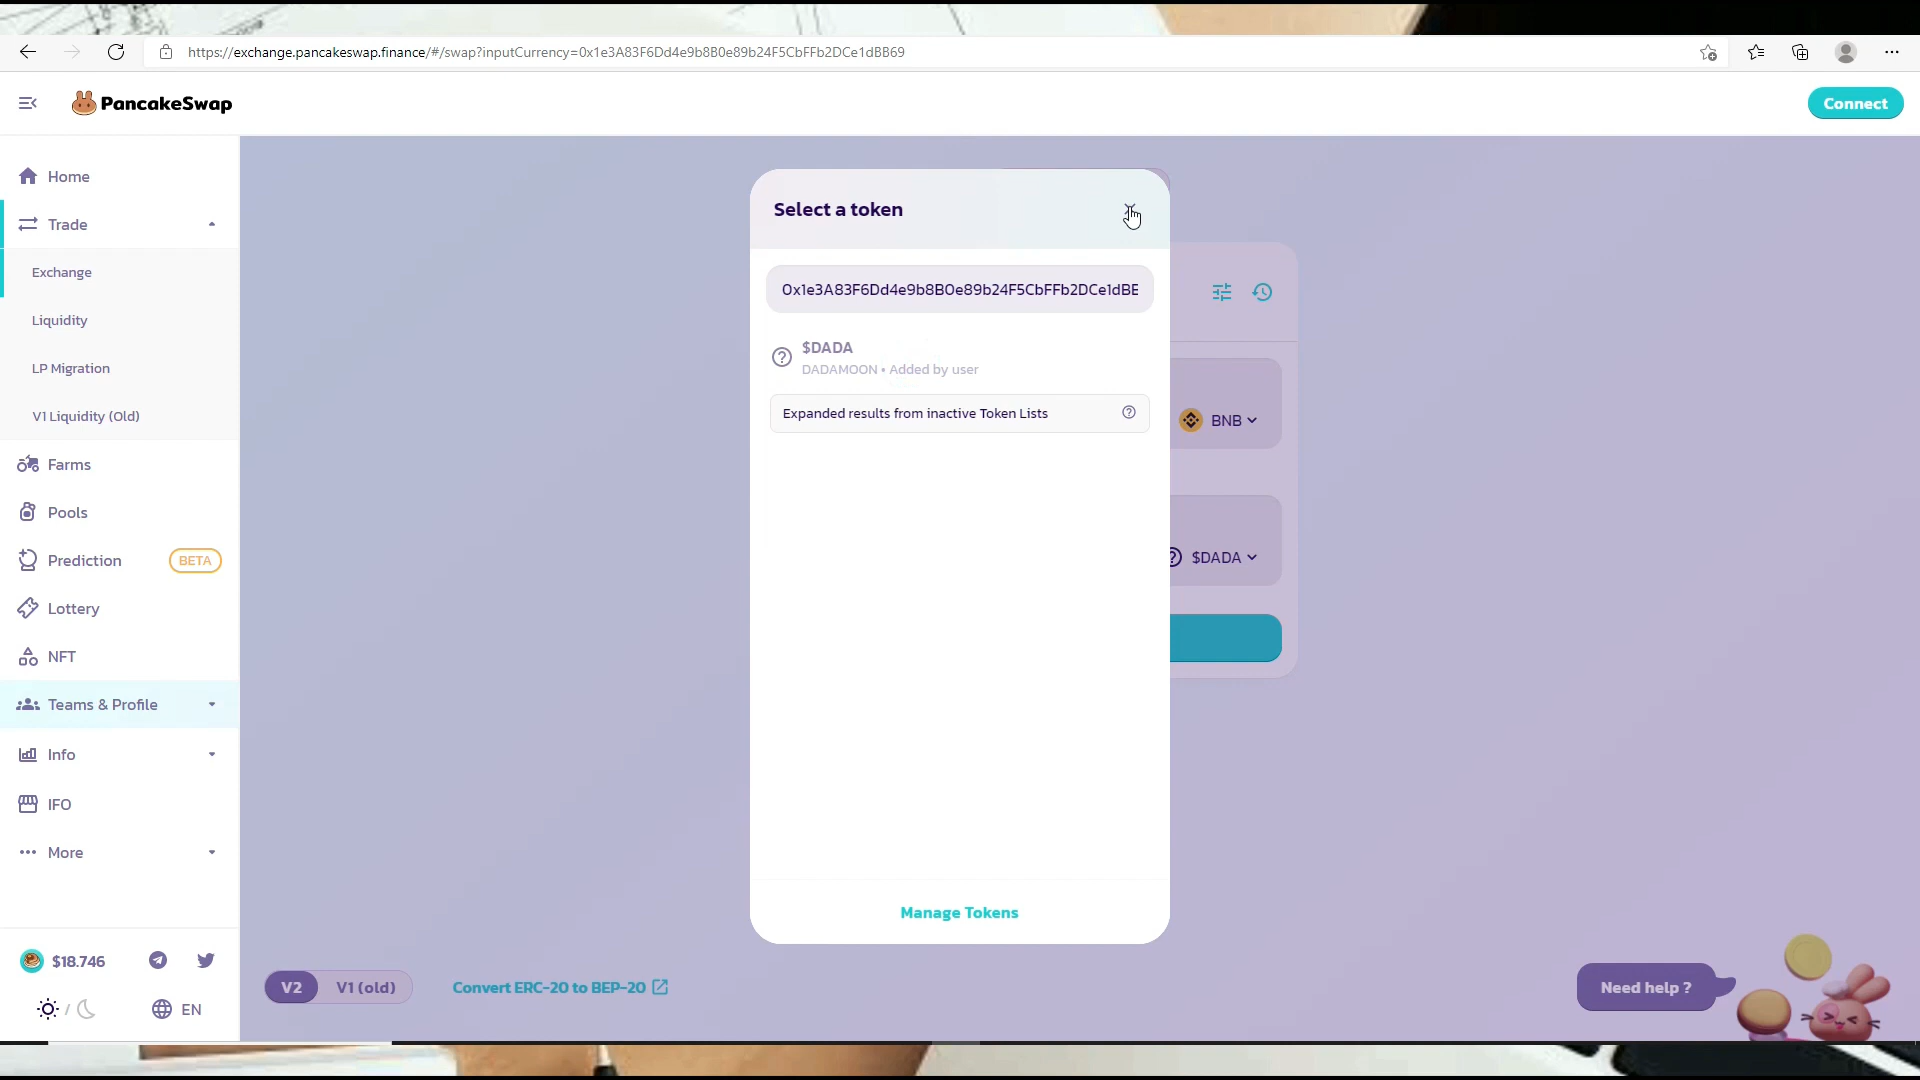 https://exchange.pancakeswap.finance/#/swap?inputCurrency=0x1e3A83F6Dd4e9b8B0e89b24F5CbFFb2DCe1dBB69
PancakeSwap
Connect
Home
Trade
Exchange
Liquidity
LP Migration
V1 Liquidity (Old)
Farms
Pools
Prediction BETA
Lottery
NFT
Teams & Profile
Info
IFO
More
$18.746
/ EN
Select a token
0x1e3A83F6Dd4e9b8B0e89b24F5CbFFb2DCe1dBE
$DADA
DADAMOON • Added by user
Expanded results from inactive Token Lists
Manage Tokens
BNB
$DADA
V2 V1 (old)
Convert ERC-20 to BEP-20
Need help ?